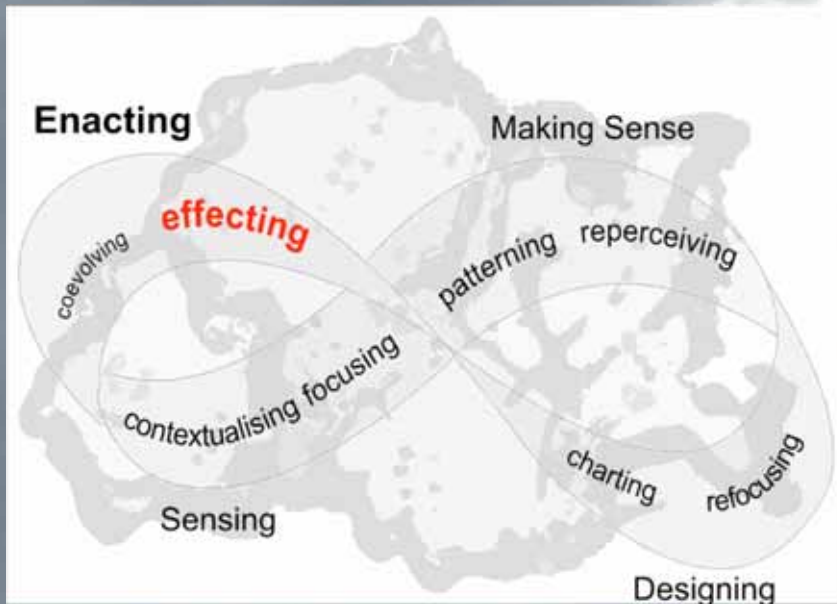 Enacting
Making Sense
effecting
coevolving
patterning
reperceiving
contextualising
focusing
charting
refocusing
Sensing
Designing